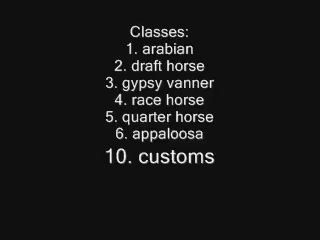 Classes:
1. arabian
2. draft horse
3. gypsy vanner
4. race horse
5. quarter horse
6. appaloosa
10. customs